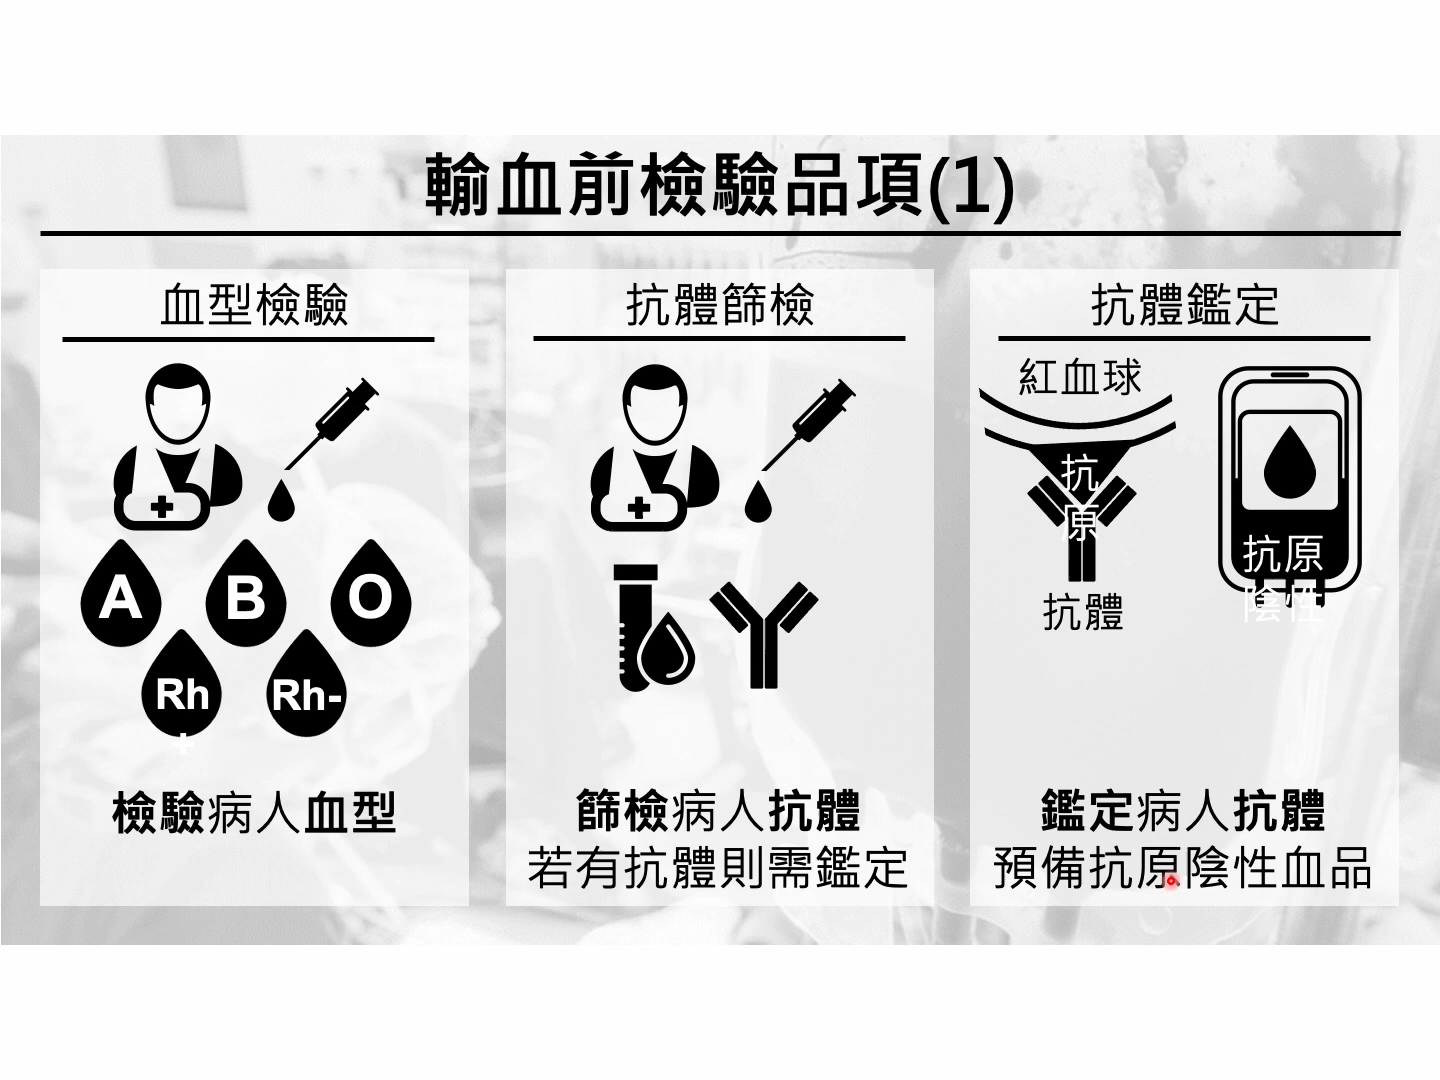 輸血前檢驗品項(1)
血型檢驗
A
B
O
Rh
+
Rh-
檢驗病人血型
抗體篩檢
篩檢病人抗體
若有抗體則需鑑定
抗體鑑定
紅血球
抗
原
抗體
抗原
陰性
鑑定病人抗體
預備抗原陰性血品